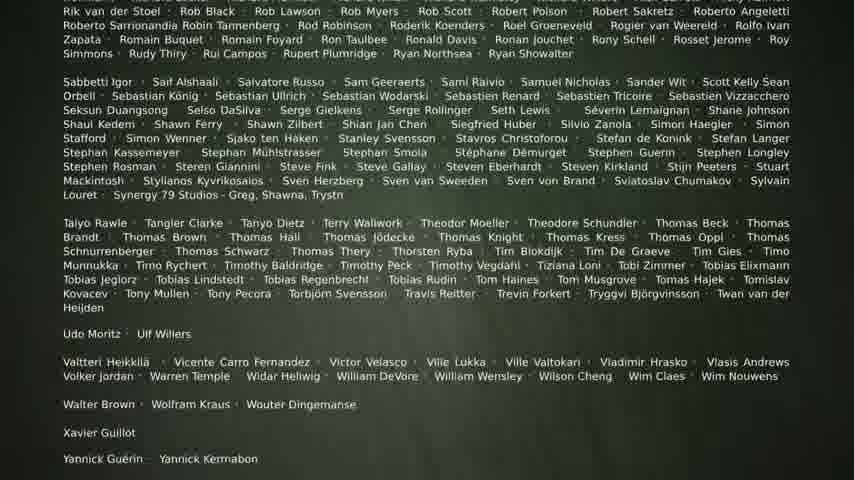 Rik van der Stoel · Rob Black · Rob Lawson · Rob Myers · Rob Scott · Robert Polson · Robert Sakretz · Roberto Angeletti
Roberto Sarrionandia Robin Tannenberg · Rod Robinson · Roderik Koenders · Roel Groeneveld · Rogier van Weereld · Rolfo Ivan
Zapata · Romain Buquet · Romain Foyard · Ron Taulbee · Ronald Davis · Ronan Jouchet · Rony Schell · Rosset Jerome · Roy
Simmons · Rudy Thiry · Rui Campos · Rupert Plumridge · Ryan Northsea · Ryan Showalter
Sabbetti Igor · Saif Alshaali · Salvatore Russo · Sam Geeraerts · Sami Raivio · Samuel Nicholas · Sander Wit · Scott Kelly Sean
Orbell · Sebastian König · Sebastian Ullrich · Sebastian Wodarski · Sebastien Renard · Sebastien Tricoire · Sebastien Vizzacchero
Seksun Duangsong · Selso DaSilva · Serge Gielkens · Serge Rollinger · Seth Lewis · Séverin Lemaignan · Shane Johnson
Shaul Kedem · Shawn Ferry · Shawn Zilbert · Shian Jan Chen · Siegfried Huber · Silvio Zanola · Simon Haegler · Simon
Stafford · Simon Wenner · Sjako ten Haken · Stanley Svensson · Stavros Christoforou · Stefan de Konink · Stefan Langer
Stephan Kassemeyer · Stephan Mühlstrasser · Stephan Smola · Stéphane Démurget · Stephen Guerin · Stephen Longley
Stephen Rosman · Steren Giannini · Steve Fink · Steve Gallay · Steven Eberhardt · Steven Kirkland · Stijn Peeters · Stuart
Mackintosh · Stylianos Kyvrikosaios · Sven Herzberg · Sven van Sweeden · Sven von Brand · Sviatoslav Chumakov · Sylvain
Louret · Synergy 79 Studios - Greg, Shawna, Trystn
Talyo Rawle · Tangler Clarke · Tanyo Dietz · Terry Wallwork · Theodor Moeller · Theodore Schundler · Thomas Beck · Thomas
Brandt · Thomas Brown · Thomas Hall · Thomas Jödecke · Thomas Knight · Thomas Kress · Thomas Oppl · Thomas
Schnurrenberger · Thomas Schwarz · Thomas Thery · Thorsten Ryba · Tim Blokdijk · Tim De Graeve · Tim Gies · Timo
Munnukka · Timo Rychert · Timothy Baldridge · Timothy Peck · Timothy Vegdahl · Tiziana Loni · Tobi Zimmer · Tobias Elixmann
Tobias Jeglorz · Tobias Lindstedt · Tobias Regenbrecht · Tobias Rudin · Tom Haines · Tom Musgrove · Tomas Hajek · Tomislav
Kovacev · Tony Mullen · Tony Pecora · Torbjörn Svensson · Travis Reitter · Trevin Forkert · Tryggvi Björgvinsson · Twan van der
Heijden
Udo Moritz · Ulf Willers
Valtteri Heikkilä · Vicente Carro Fernandez · Victor Velasco · Ville Lukka · Ville Valtokari · Vladimir Hrasko · Vlasis Andrews
Volker Jordan · Warren Temple · Widar Hellwig · William DeVore · William Wensley · Wilson Cheng · Wim Claes · Wim Nouwens
Walter Brown · Wolfram Kraus · Wouter Dingemanse
Xavier Guillot
Yannick Guérin · Yannick Kermabon